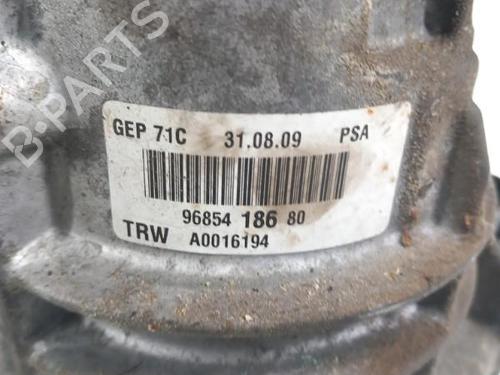 B-PARTS
GEP 71C 31.08.09 PSA
96854 186 80
TRW A0016194